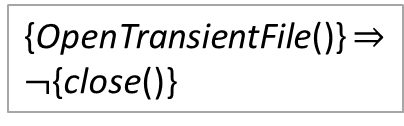 {OpenTransientFile()} ⇒
¬{close()}